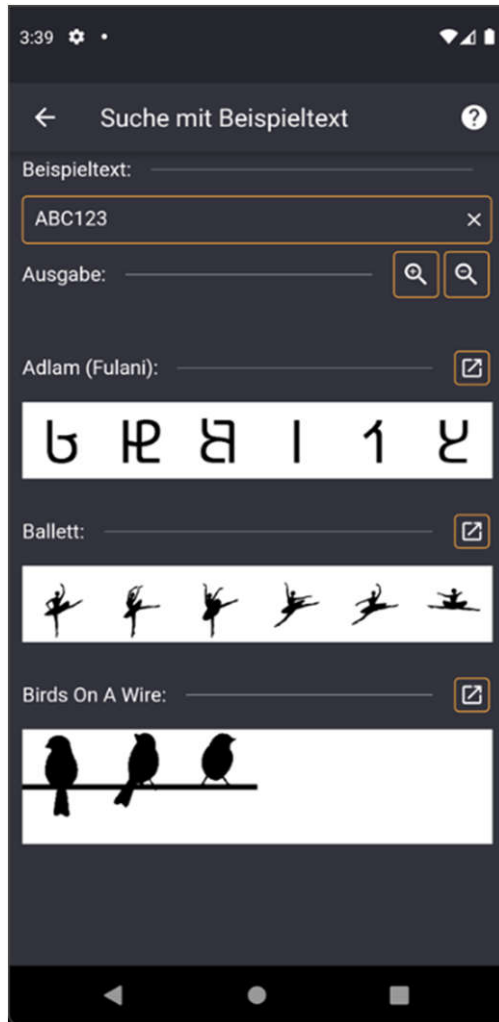 3:39
Suche mit Beispieltext
Beispieltext:
ABC123
Ausgabe:
Adlam (Fulani):
Ballett:
Birds On A Wire: